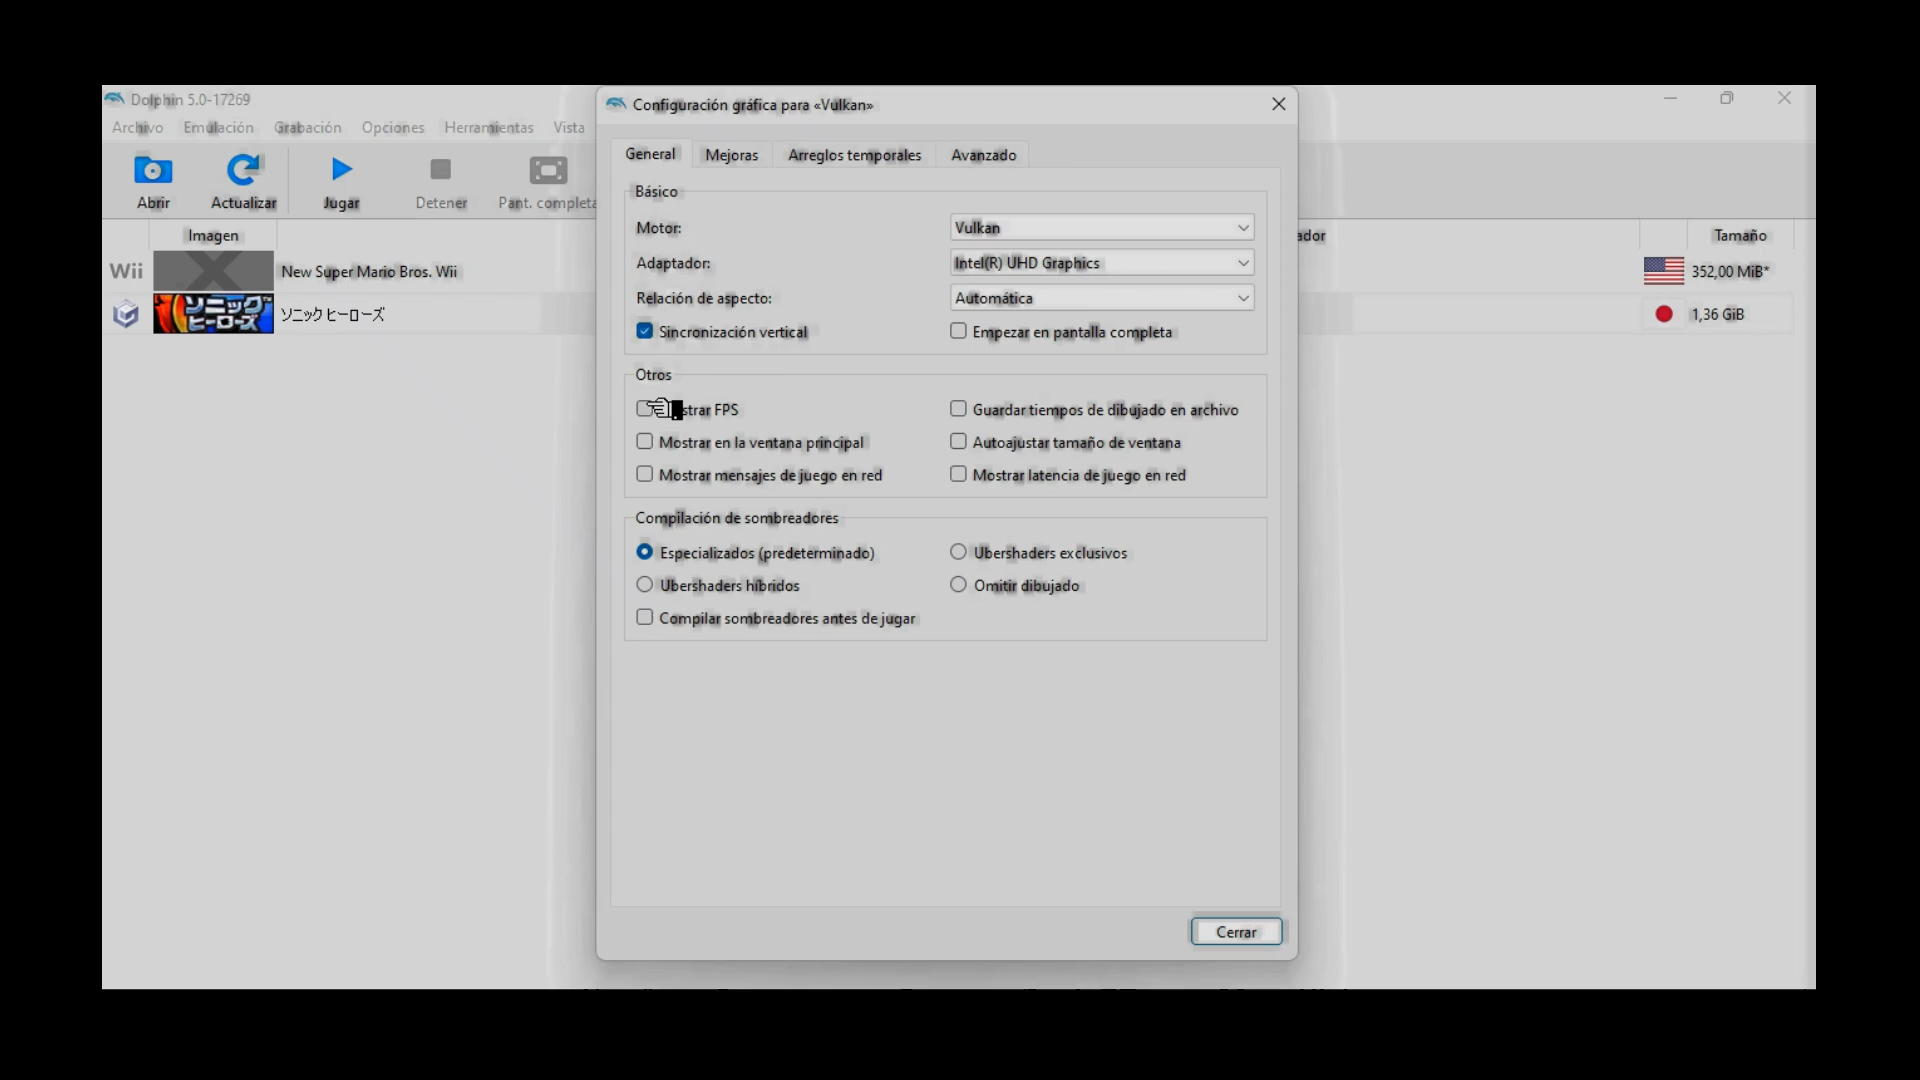 Dolphin 5.0-17269
Archivo Emulación Grabación Opciones Herramientas Vista
Abrir Actualizar Jugar Detener Pant. completa
Imagen
Wii New Super Mario Bros. Wii
ソニック ヒーローズ
ソニック ヒーローズ
Configuración gráfica para «Vulkan»
General Mejoras Arreglos temporales Avanzado
Básico
Motor: Vulkan
Adaptador: Intel(R) UHD Graphics
Relación de aspecto: Automática
Sincronización vertical Empezar en pantalla completa
Otros
strar FPS Guardar tiempos de dibujado en archivo
Mostrar en la ventana principal Autoajustar tamaño de ventana
Mostrar mensajes de juego en red Mostrar latencia de juego en red
Compilación de sombreadores
Especializados (predeterminado) Ubershaders exclusivos
Ubershaders híbridos Omitir dibujado
Compilar sombreadores antes de jugar
Cerrar
ador Tamaño
352,00 MiB*
1,36 GiB